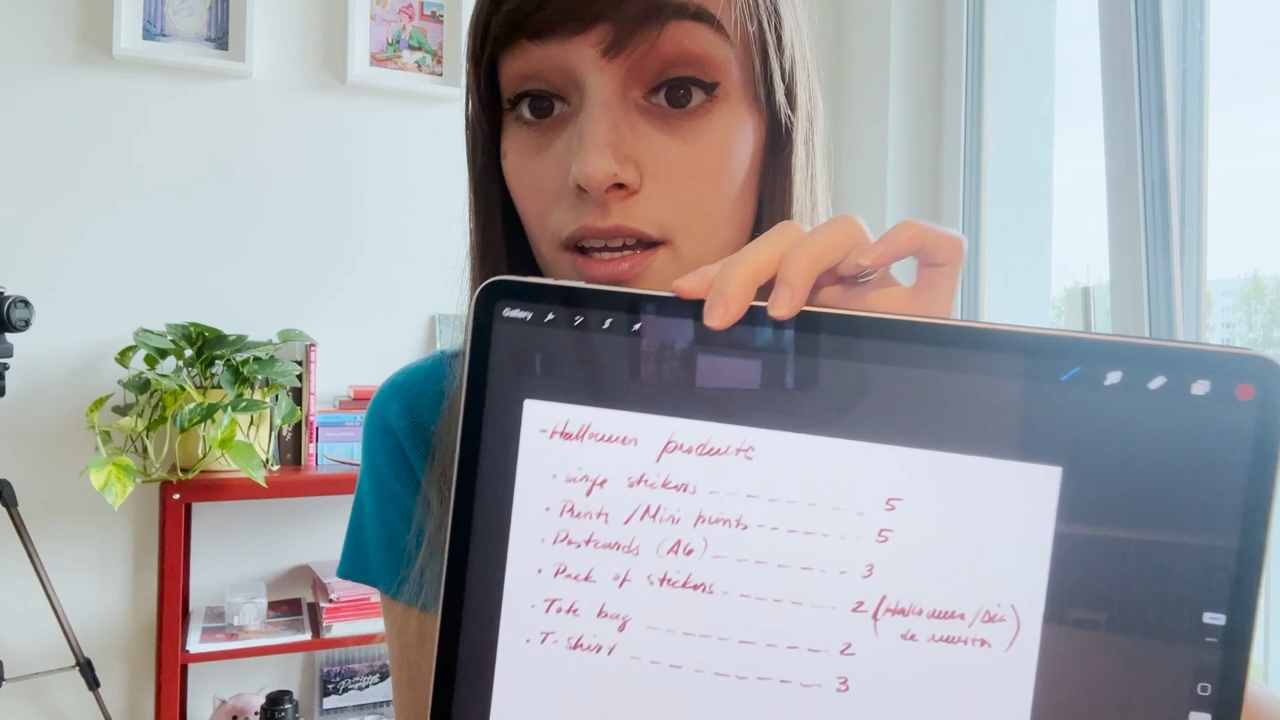 Gallery
-Halloween products
• single stickers 5
• Prints / Mini prints 5
• Postcards (A6) 3
• Pack of stickers 2 (Halloween / Día
de muertos)
• Tote bag 2
• T-shirt 3